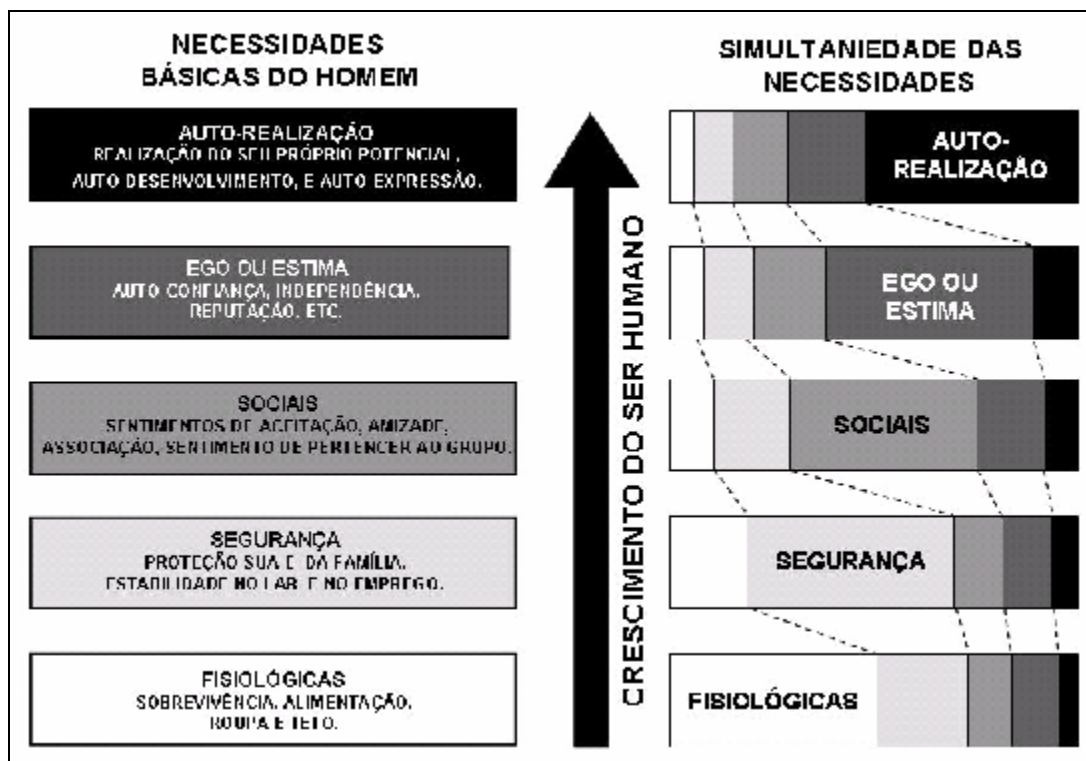 NECESSIDADES
BÁSICAS DO HOMEM
AUTO-REALIZAÇÃO
REALIZAÇÃO DO SEU PRÓPRIO POTENCIAL,
AUTO DESENVOLVIMENTO, E AUTO EXPRESSÃO.
EGO OU ESTIMA
AUTO CONFIANÇA, INDEPENDÊNCIA,
REPUTAÇÃO, ETC.
SOCIAIS
SENTIMENTOS DE ACEITAÇÃO, AMIZADE,
ASSOCIAÇÃO, SENTIMENTO DE PERTENCER AO GRUPO.
SEGURANÇA
PROTEÇÃO SUA E DA FAMÍLIA.
ESTABILIDADE NO LAR E NO EMPREGO.
FISIOLÓGICAS
SOBREVIVÊNCIA, ALIMENTAÇÃO,
ROUPA E TETO.
CRESCIMENTO DO SER HUMANO
SIMULTANIEDADE DAS
NECESSIDADES
AUTO-
REALIZAÇÃO
EGO OU
ESTIMA
SOCIAIS
SEGURANÇA
FISIOLÓGICAS